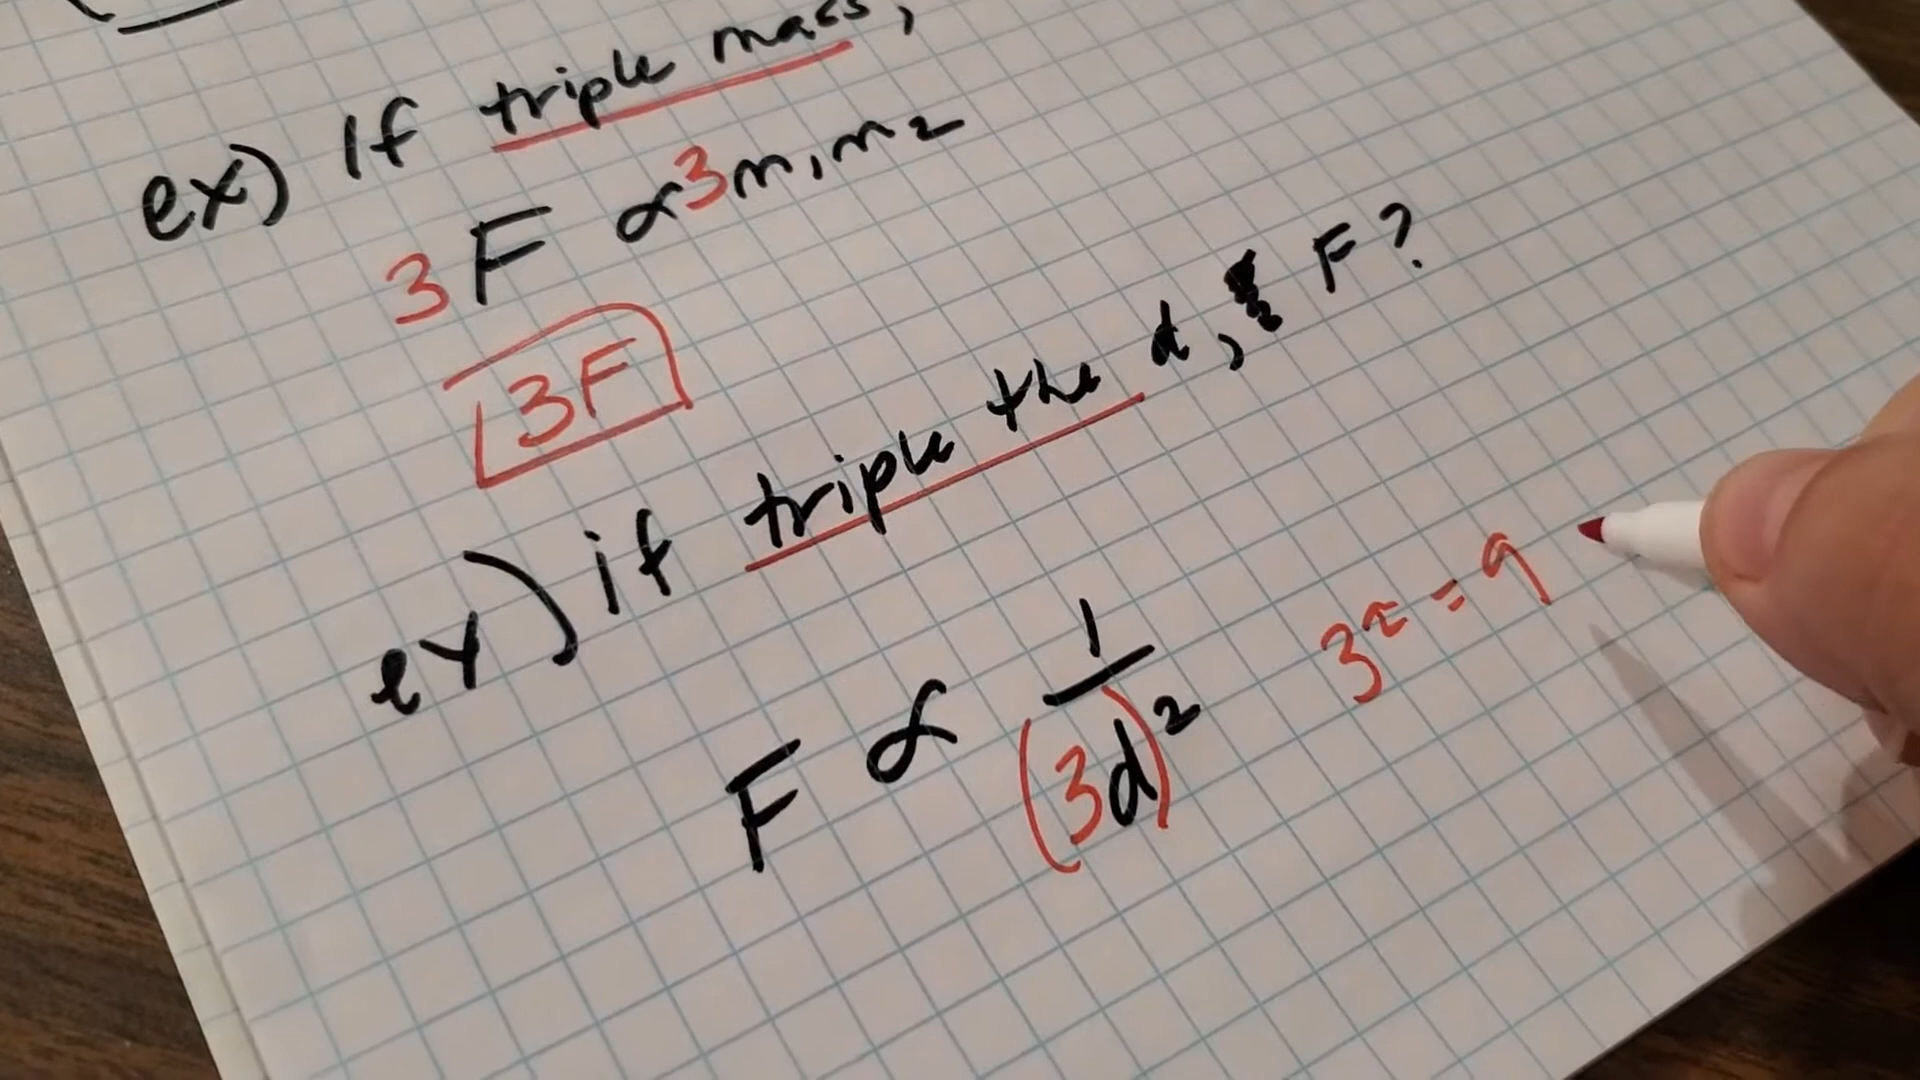 ex) If triple mass,
3F ∝ 3m₁m₂
3F
ex) if triple the d, F?
F ∝ 1/(3d)² 3² = 9